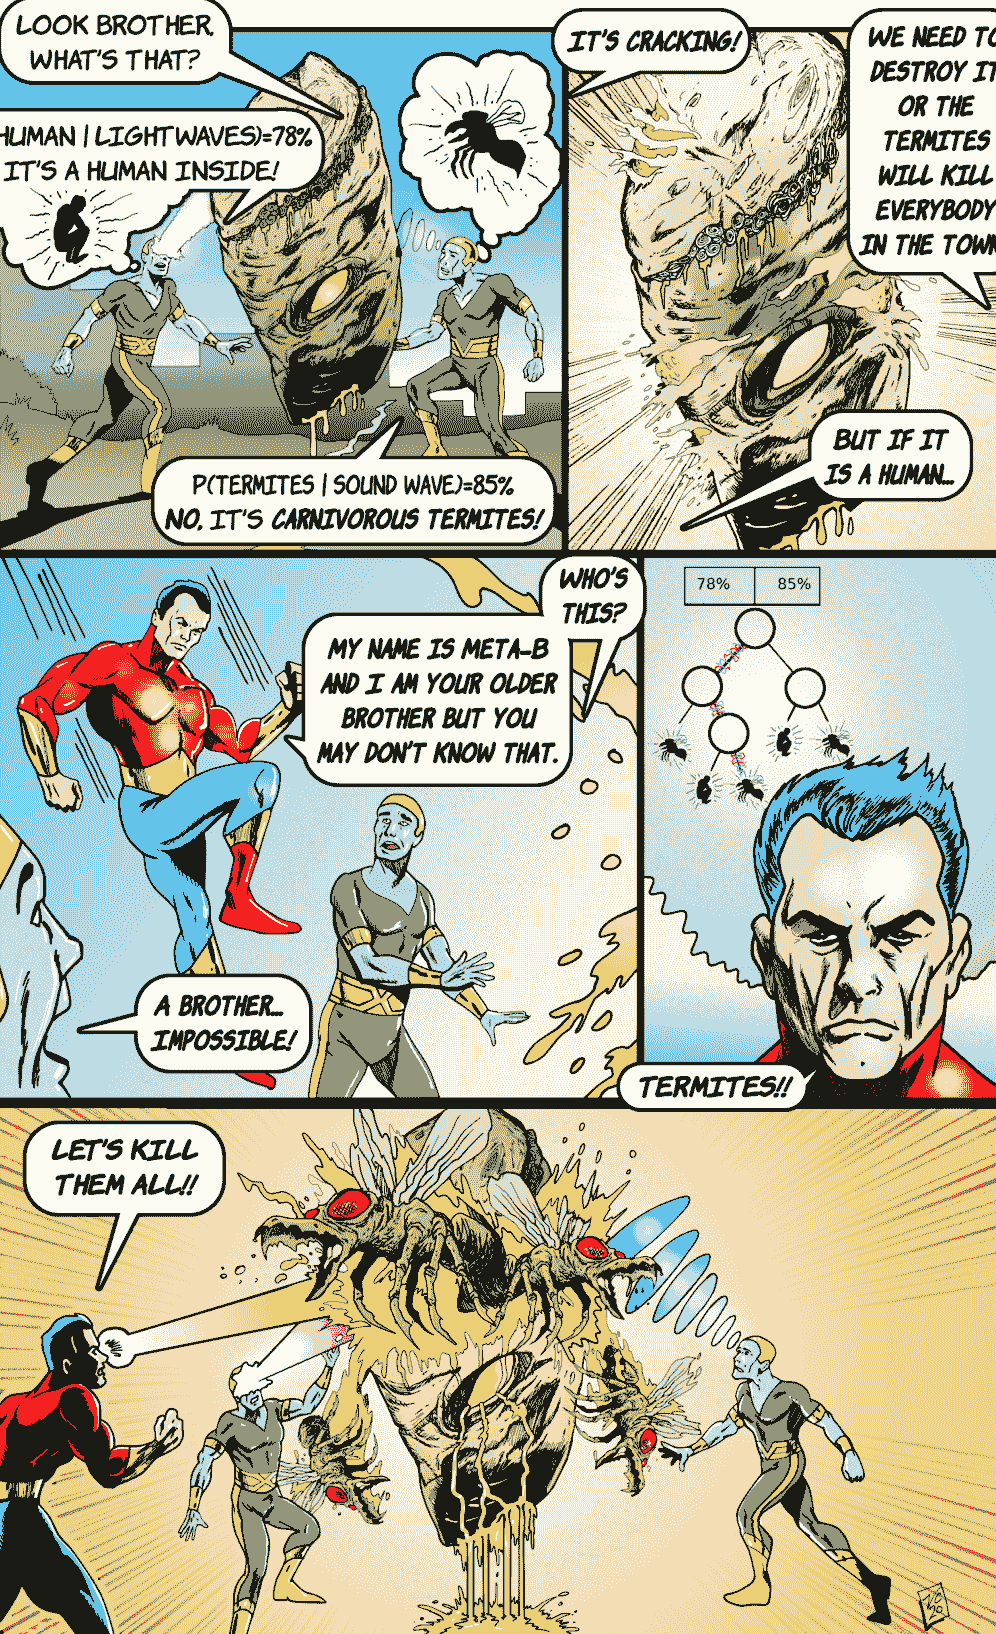 LOOK BROTHER,
WHAT'S THAT?
HUMAN | LIGHTWAVES)=78%
IT'S A HUMAN INSIDE!
P(TERMITES | SOUND WAVE)=85%
NO, IT'S CARNIVOROUS TERMITES!
IT'S CRACKING!
WE NEED TO
DESTROY IT
OR THE
TERMITES
WILL KILL
EVERYBODY
IN THE TOWN
BUT IF IT
IS A HUMAN...
WHO'S
THIS?
MY NAME IS META-B
AND I AM YOUR OLDER
BROTHER BUT YOU
MAY DON'T KNOW THAT.
A BROTHER...
IMPOSSIBLE!
78% 85%
TERMITES!!
LET'S KILL
THEM ALL!!